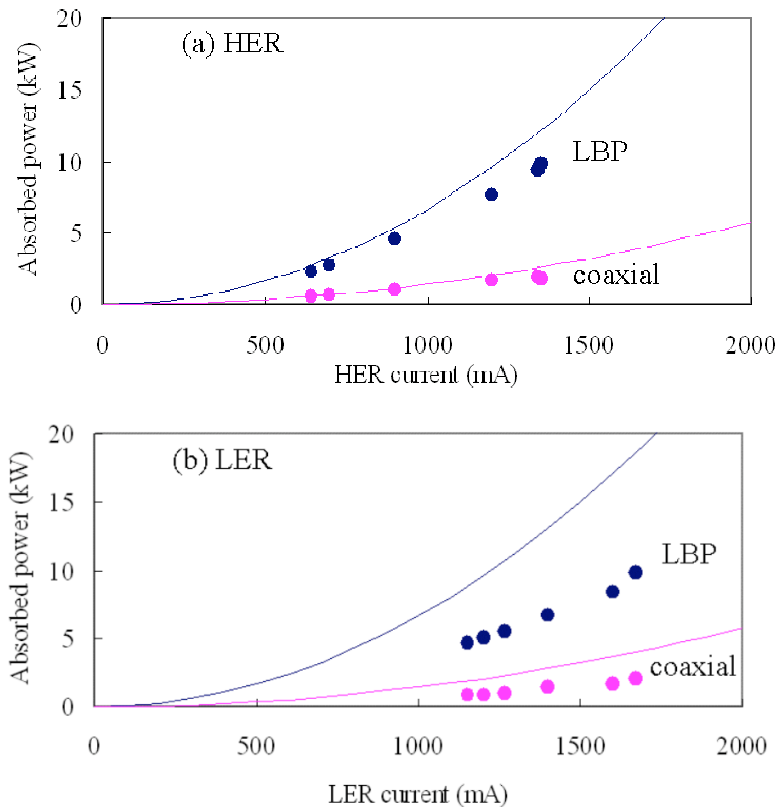 20
(a) HER
15
LBP
10
5
coaxial
0
0 500 1000 1500 2000
HER current (mA)
Absorbed power (kW)
20
(b) LER
15
LBP
10
5
coaxial
0
0 500 1000 1500 2000
LER current (mA)
Absorbed power (kW)